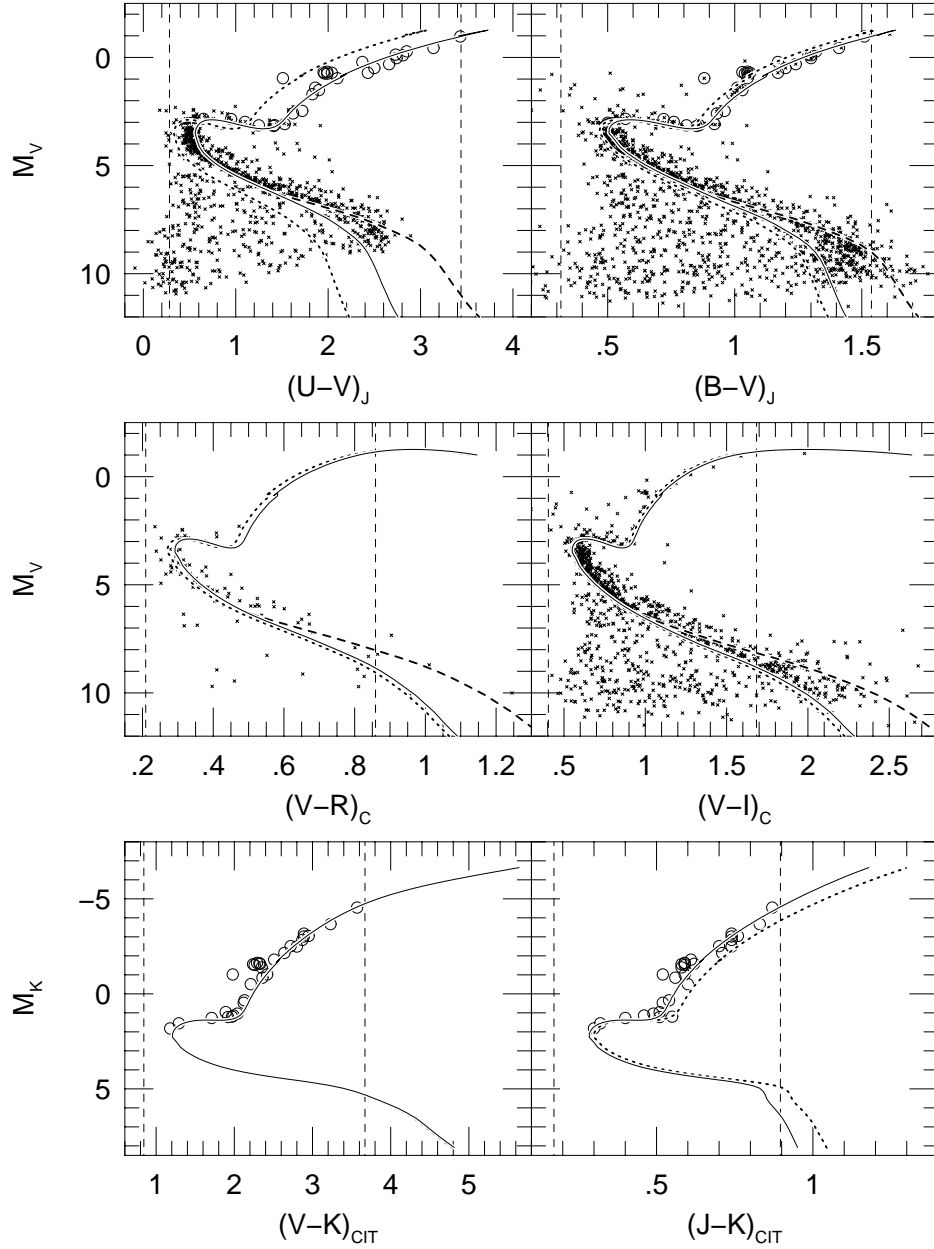 0
5
10
M_V
0 1 2 3 4
(U−V)_J
.5 1 1.5
(B−V)_J
0
5
10
M_V
.2 .4 .6 .8 1 1.2
(V−R)_C
.5 1 1.5 2 2.5
(V−I)_C
−5
0
5
M_K
1 2 3 4 5
(V−K)_CIT
.5 1
(J−K)_CIT